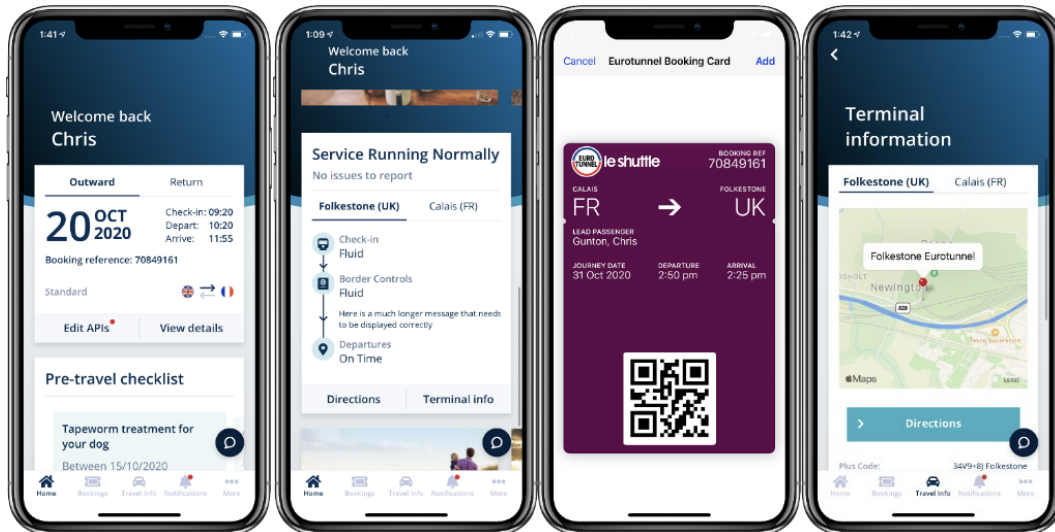 1:41
Welcome back
Chris
Outward
Return
20 OCT
2020
Check-in: 09:20
Depart: 10:20
Arrive: 11:55
Booking reference: 70849161
Standard
Edit APIs
View details
Pre-travel checklist
Tapeworm treatment for
your dog
Between 15/10/2020
Home
Bookings
Travel Info
Notifications
More
1:09
Welcome back
Chris
Service Running Normally
No issues to report
Folkestone (UK)
Calais (FR)
Check-in
Fluid
Border Controls
Fluid
Here is a much longer message that needs
to be displayed correctly
Departures
On Time
Directions
Terminal info
Home
Bookings
Travel Info
Notifications
More
Cancel
Eurotunnel Booking Card
Add
EURO
TUNNEL
le shuttle
BOOKING REF
70849161
CALAIS
FOLKESTONE
FR
UK
LEAD PASSENGER
Gunton, Chris
JOURNEY DATE
DEPARTURE
ARRIVAL
31 Oct 2020
2:50 pm
2:25 pm
1:42
Terminal
information
Folkestone (UK)
Calais (FR)
Folkestone Eurotunnel
Newington
A20
Tesco Superstore
Maps
Legal
Directions
Plus Code:
34V9+8J Folkestone
Home
Bookings
Travel Info
Notifications
More